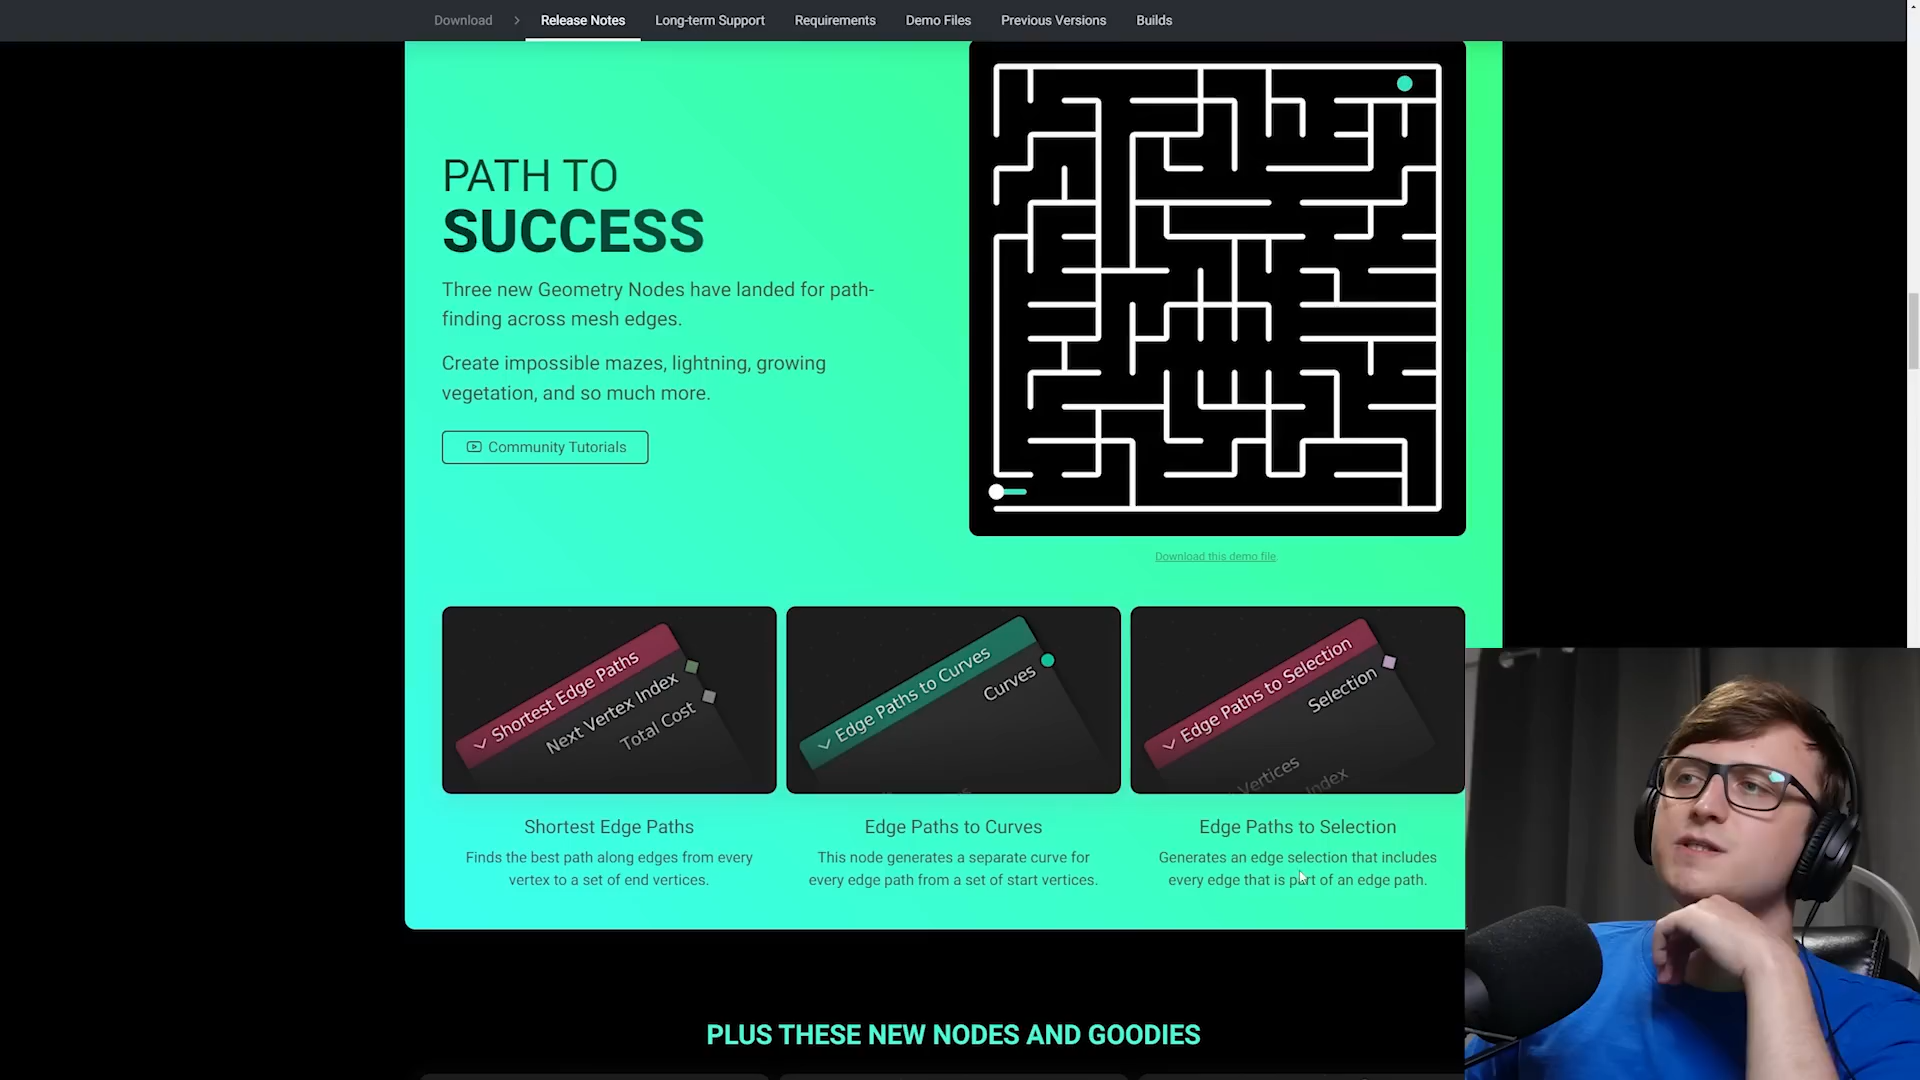 Download
Release Notes
Long-term Support
Requirements
Demo Files
Previous Versions
Builds
PATH TO
SUCCESS
Three new Geometry Nodes have landed for path-
finding across mesh edges.
Create impossible mazes, lightning, growing
vegetation, and so much more.
Community Tutorials
Download this demo file.
Shortest Edge Paths
Next Vertex Index
Total Cost
Edge Paths to Curves
Curves
Edge Paths to Selection
Selection
Vertices
Index
Shortest Edge Paths
Finds the best path along edges from every
vertex to a set of end vertices.
Edge Paths to Curves
This node generates a separate curve for
every edge path from a set of start vertices.
Edge Paths to Selection
Generates an edge selection that includes
every edge that is part of an edge path.
PLUS THESE NEW NODES AND GOODIES